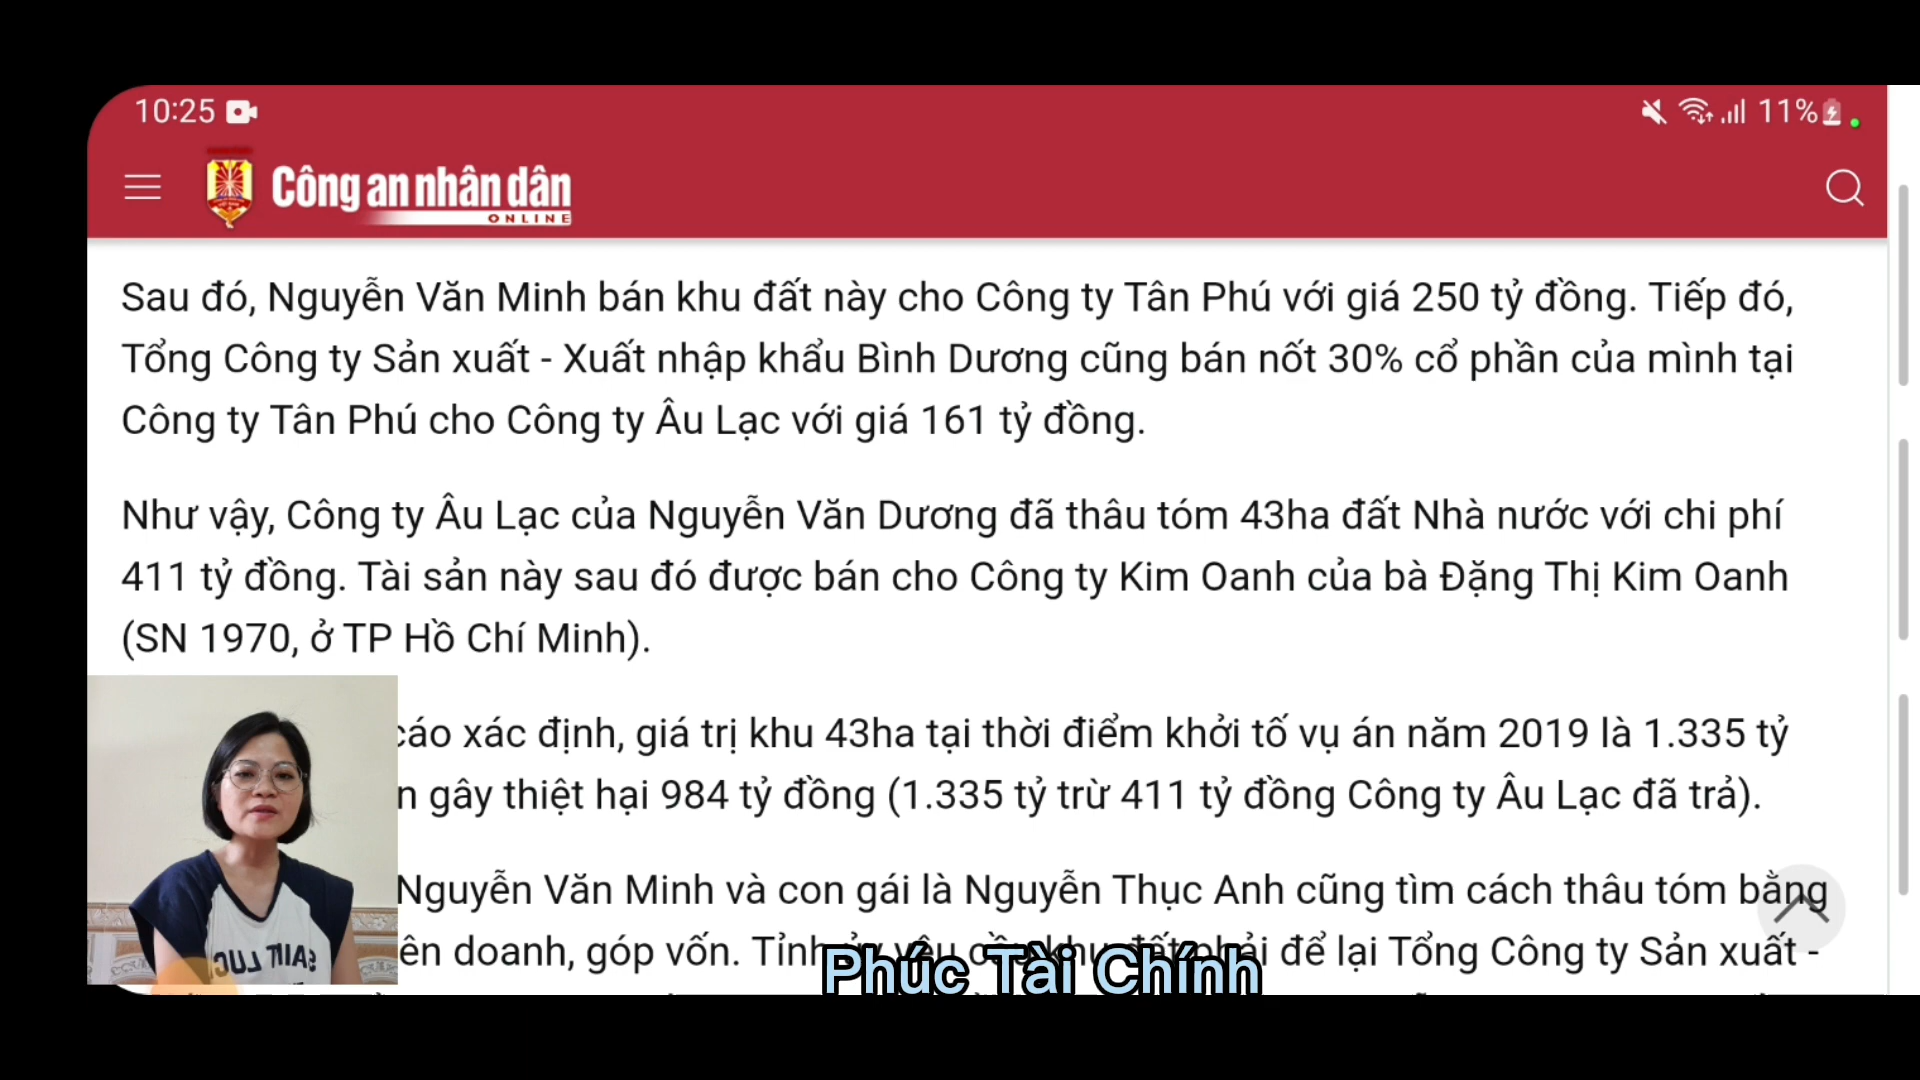 10:25
11%
Công an nhân dân
ONLINE
Sau đó, Nguyễn Văn Minh bán khu đất này cho Công ty Tân Phú với giá 250 tỷ đồng. Tiếp đó,
Tổng Công ty Sản xuất - Xuất nhập khẩu Bình Dương cũng bán nốt 30% cổ phần của mình tại
Công ty Tân Phú cho Công ty Âu Lạc với giá 161 tỷ đồng.
Như vậy, Công ty Âu Lạc của Nguyễn Văn Dương đã thâu tóm 43ha đất Nhà nước với chi phí
411 tỷ đồng. Tài sản này sau đó được bán cho Công ty Kim Oanh của bà Đặng Thị Kim Oanh
(SN 1970, ở TP Hồ Chí Minh).
cáo xác định, giá trị khu 43ha tại thời điểm khởi tố vụ án năm 2019 là 1.335 tỷ
n gây thiệt hại 984 tỷ đồng (1.335 tỷ trừ 411 tỷ đồng Công ty Âu Lạc đã trả).
Nguyễn Văn Minh và con gái là Nguyễn Thục Anh cũng tìm cách thâu tóm bằng
ên doanh, góp vốn. Tỉnh ủy yêu cầu khu đất phải để lại Tổng Công ty Sản xuất -
Phúc Tài Chính
SAINT LUC